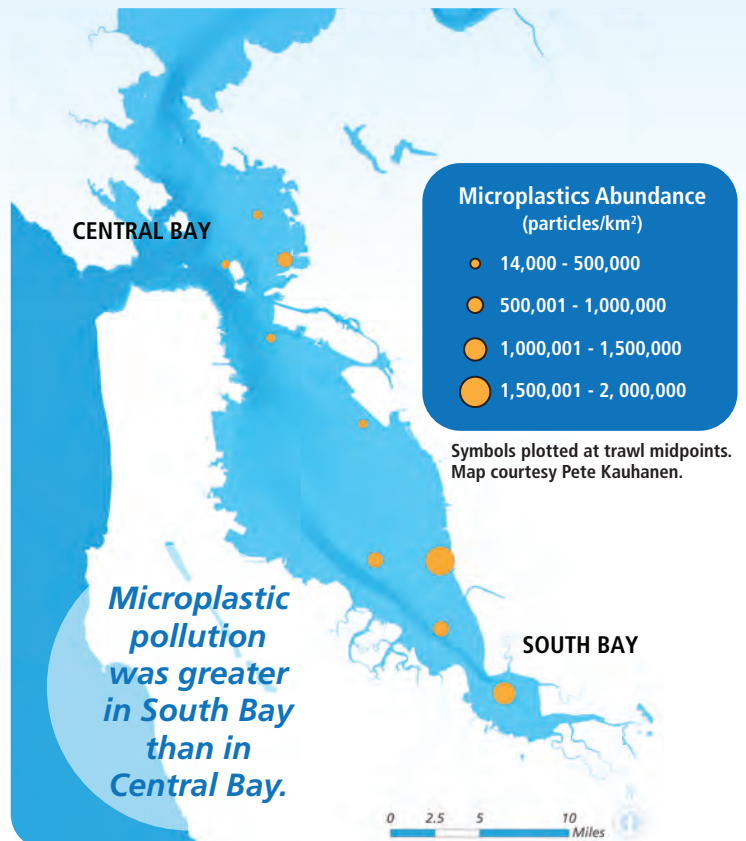 CENTRAL BAY
Microplastics Abundance
(particles/km²)
14,000 - 500,000
500,001 - 1,000,000
1,000,001 - 1,500,000
1,500,001 - 2, 000,000
Symbols plotted at trawl midpoints.
Map courtesy Pete Kauhanen.
Microplastic
pollution
was greater
in South Bay
than in
Central Bay.
SOUTH BAY
0 2.5 5 10
Miles